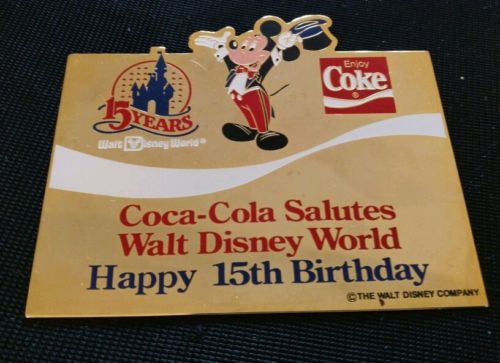 15 YEARS
Walt Disney World®
Enjoy
Coke
®
Coca-Cola Salutes
Walt Disney World
Happy 15th Birthday
©THE WALT DISNEY COMPANY